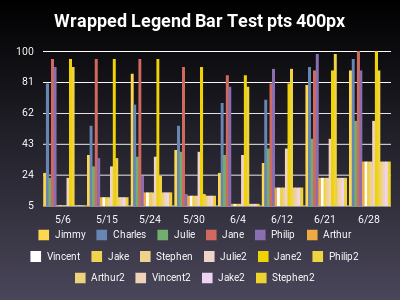 Wrapped Legend Bar Test pts 400px
100
81
62
43
24
5
5/6 5/15 5/24 5/30 6/4 6/12 6/21 6/28
Jimmy Charles Julie Jane Philip Arthur
Vincent Jake Stephen Julie2 Jane2 Philip2
Arthur2 Vincent2 Jake2 Stephen2